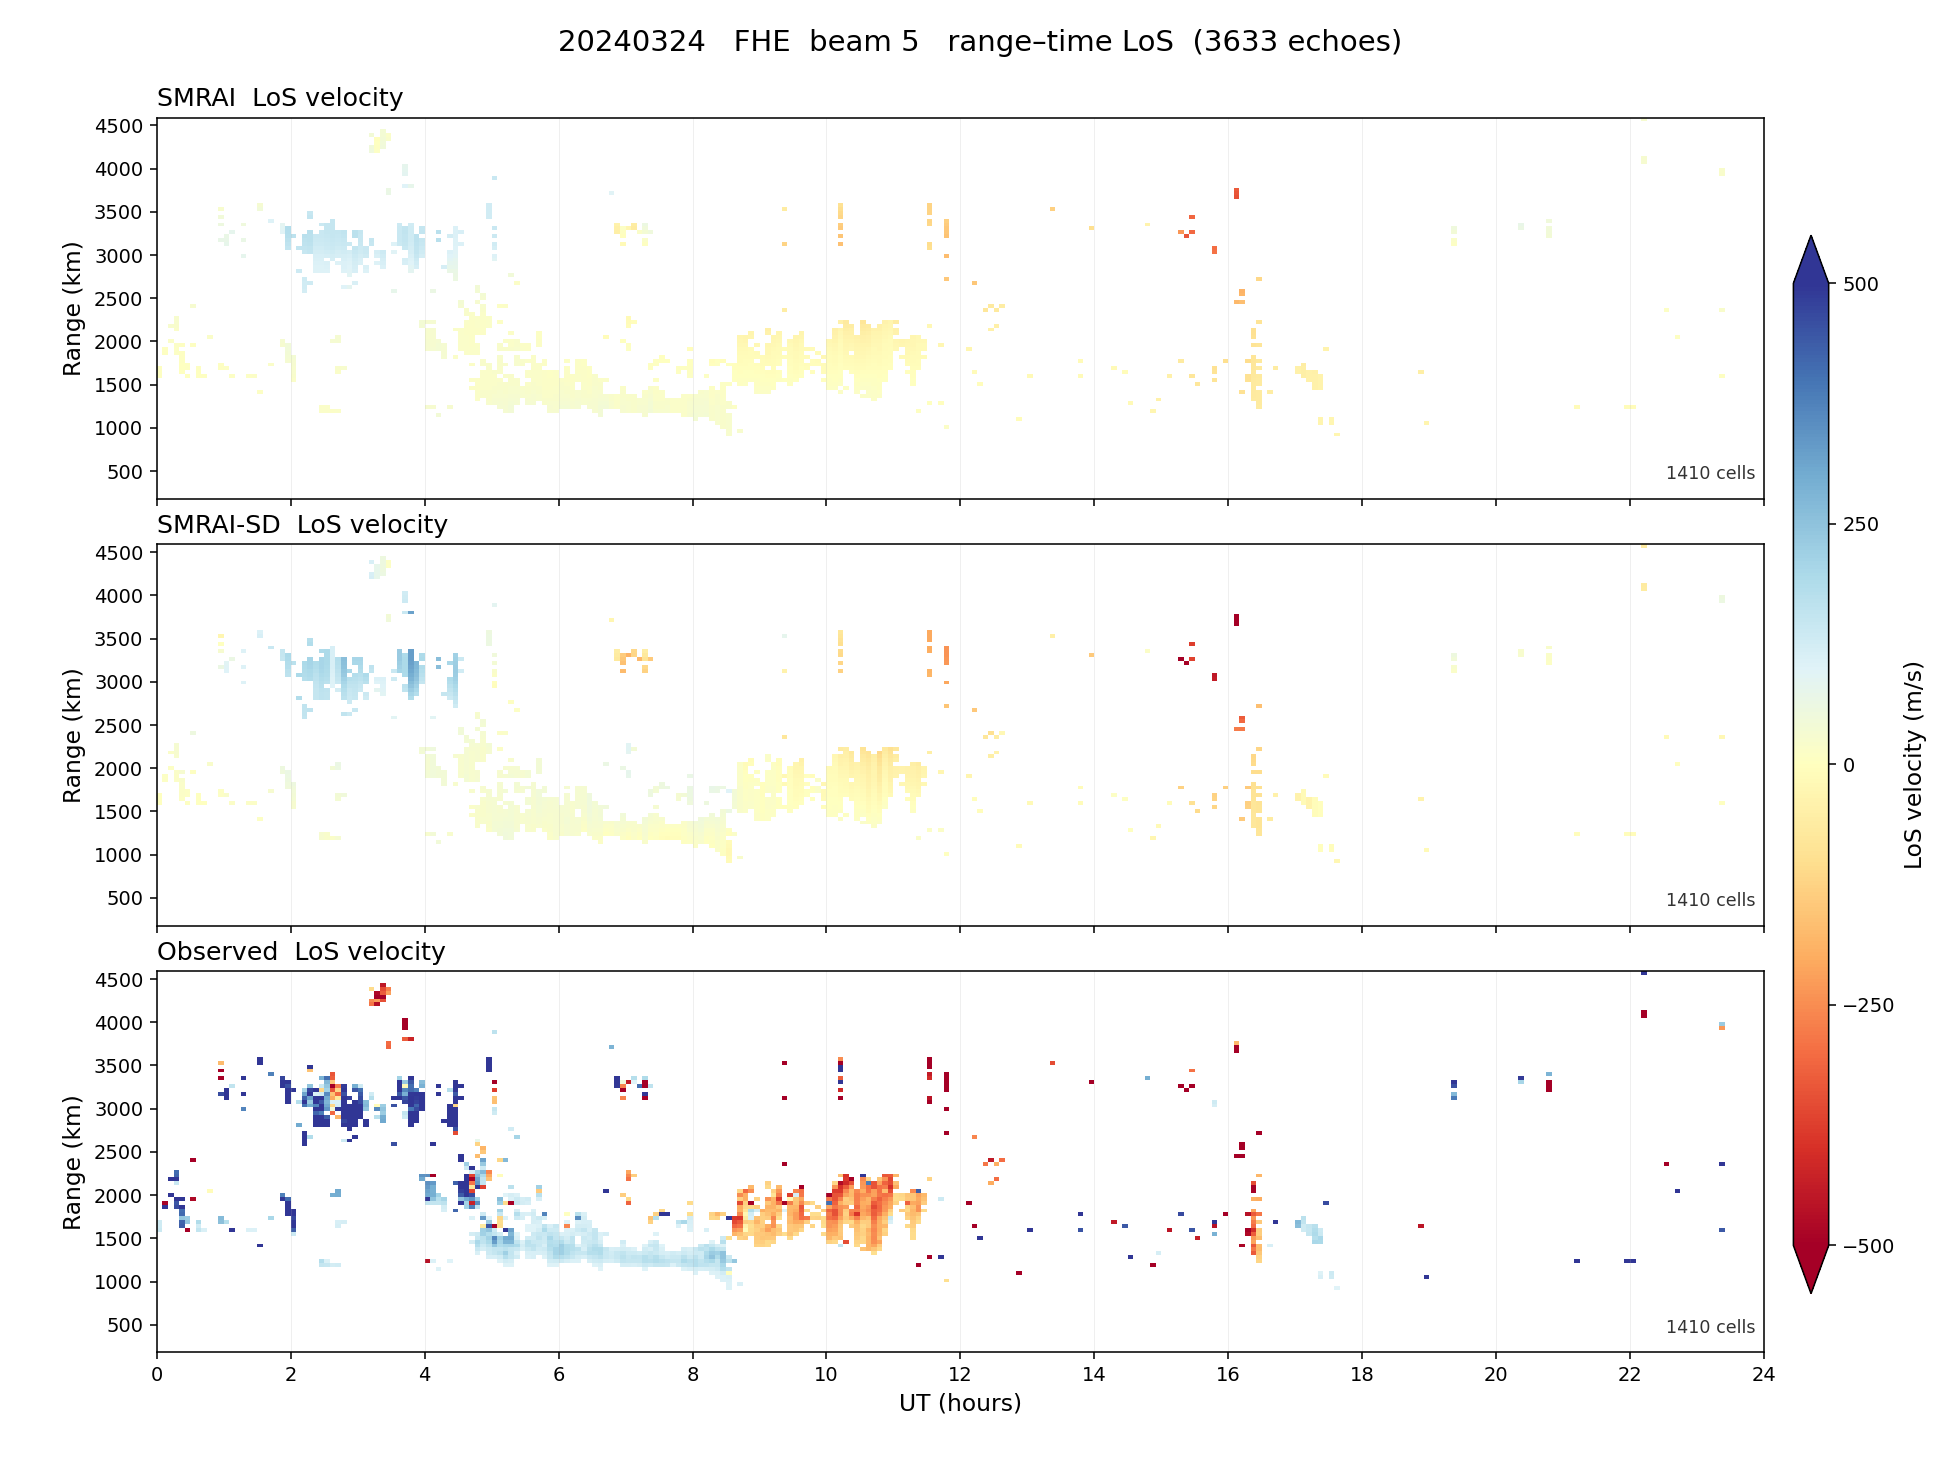 20240324   FHE  beam 5   range–time LoS  (3633 echoes)
SMRAI  LoS velocity
4500
4000
3500
3000
2500
2000
1500
1000
500
Range (km)
1410 cells
SMRAI-SD  LoS velocity
4500
4000
3500
3000
2500
2000
1500
1000
500
Range (km)
1410 cells
Observed  LoS velocity
4500
4000
3500
3000
2500
2000
1500
1000
500
Range (km)
1410 cells
0 2 4 6 8 10 12 14 16 18 20 22 24
UT (hours)
500
250
0
−250
−500
LoS velocity (m/s)